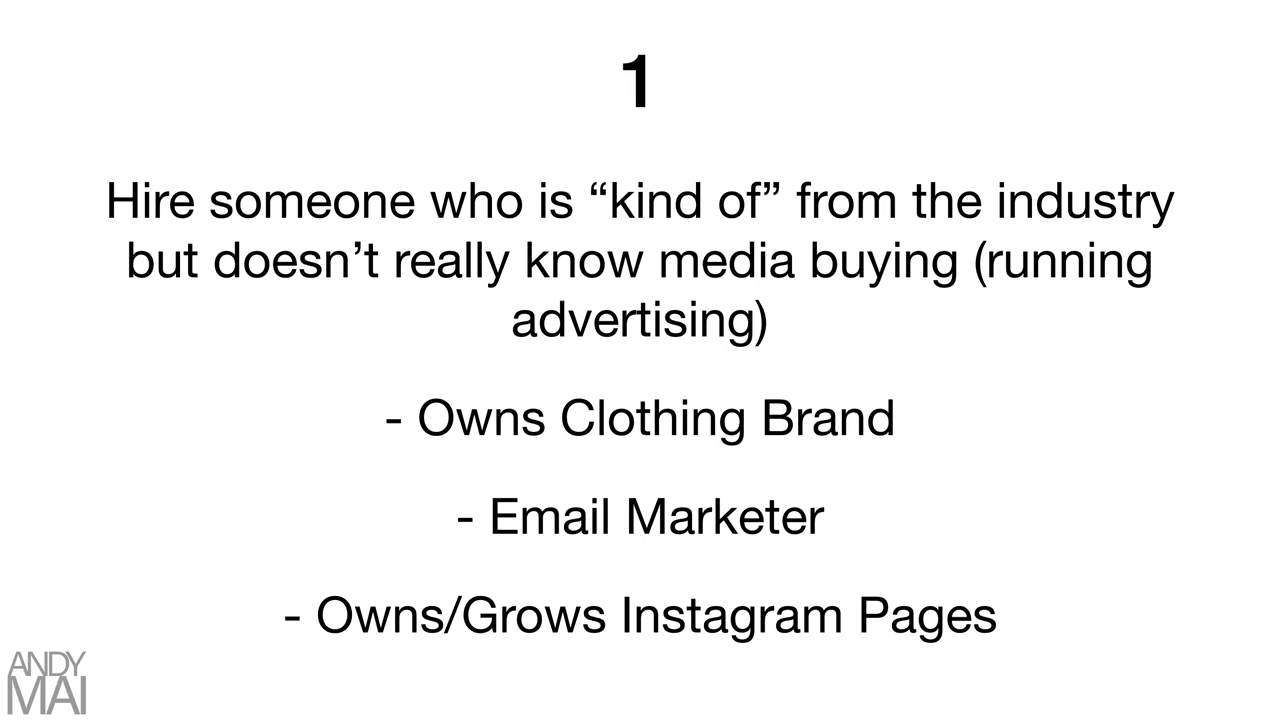 1
Hire someone who is “kind of” from the industry
but doesn’t really know media buying (running
advertising)
- Owns Clothing Brand
- Email Marketer
- Owns/Grows Instagram Pages
ANDY
MAI